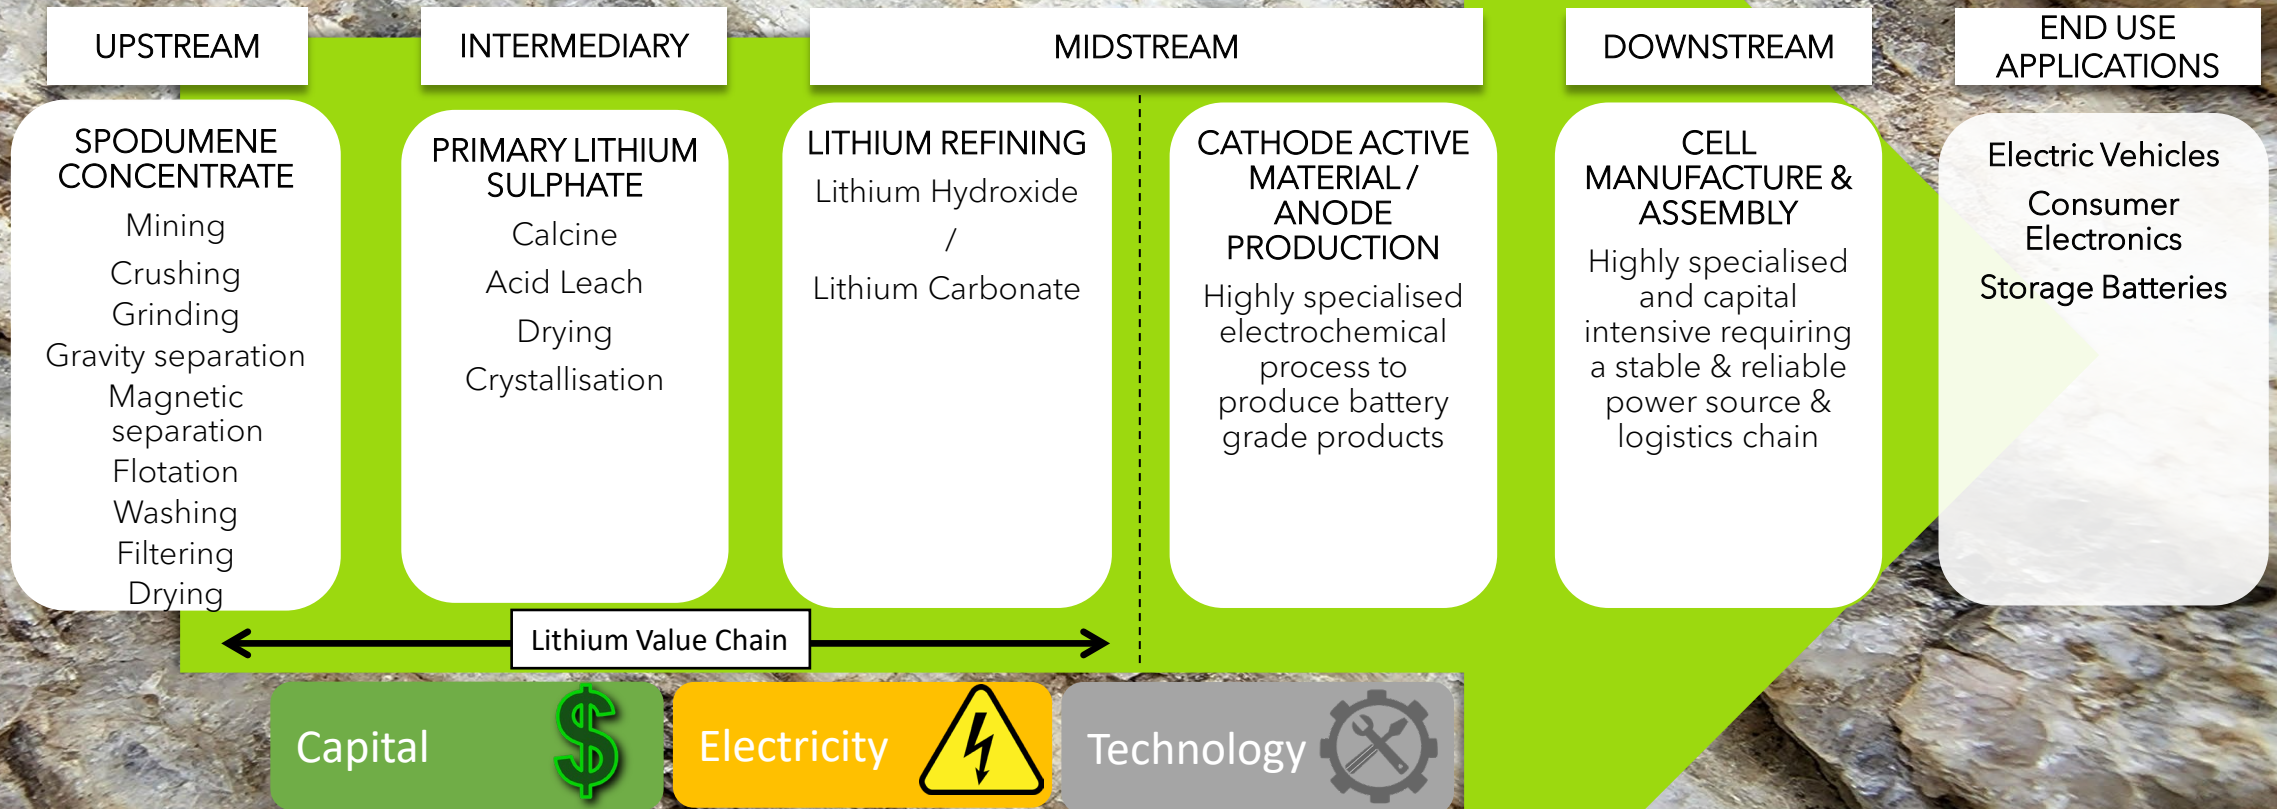 UPSTREAM
SPODUMENE
CONCENTRATE
Mining
Crushing
Grinding
Gravity separation
Magnetic
separation
Flotation
Washing
Filtering
Drying
INTERMEDIARY
PRIMARY LITHIUM
SULPHATE
Calcine
Acid Leach
Drying
Crystallisation
MIDSTREAM
LITHIUM REFINING
Lithium Hydroxide
/
Lithium Carbonate
CATHODE ACTIVE
MATERIAL /
ANODE
PRODUCTION
Highly specialised
electrochemical
process to
produce battery
grade products
DOWNSTREAM
CELL
MANUFACTURE &
ASSEMBLY
Highly specialised
and capital
intensive requiring
a stable & reliable
power source &
logistics chain
END USE
APPLICATIONS
Electric Vehicles
Consumer
Electronics
Storage Batteries
Lithium Value Chain
Capital
$
Electricity
Technology